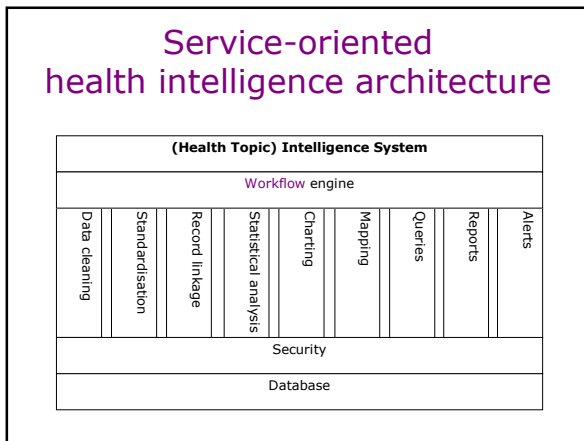 Service-oriented
health intelligence architecture
(Health Topic) Intelligence System
Workflow engine
Data cleaning
Standardisation
Record linkage
Statistical analysis
Charting
Mapping
Queries
Reports
Alerts
Security
Database